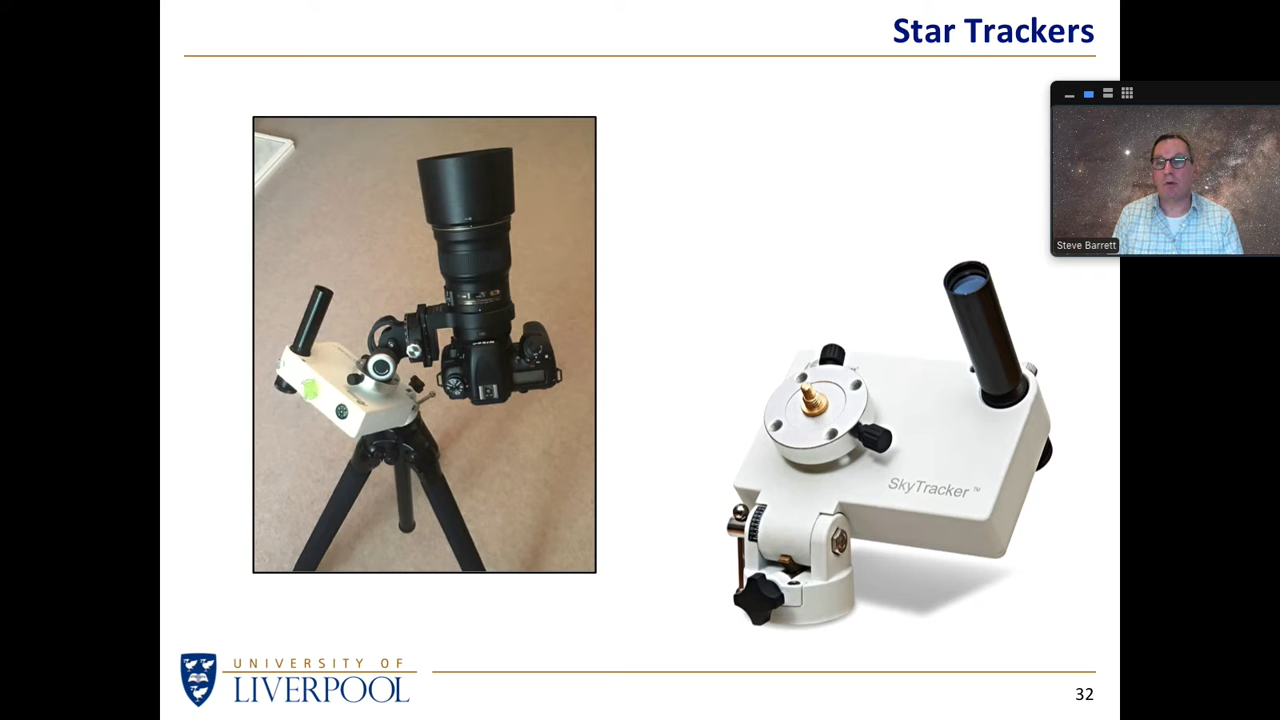 Star Trackers
Steve Barrett
SkyTracker ™
UNIVERSITY OF
LIVERPOOL
32